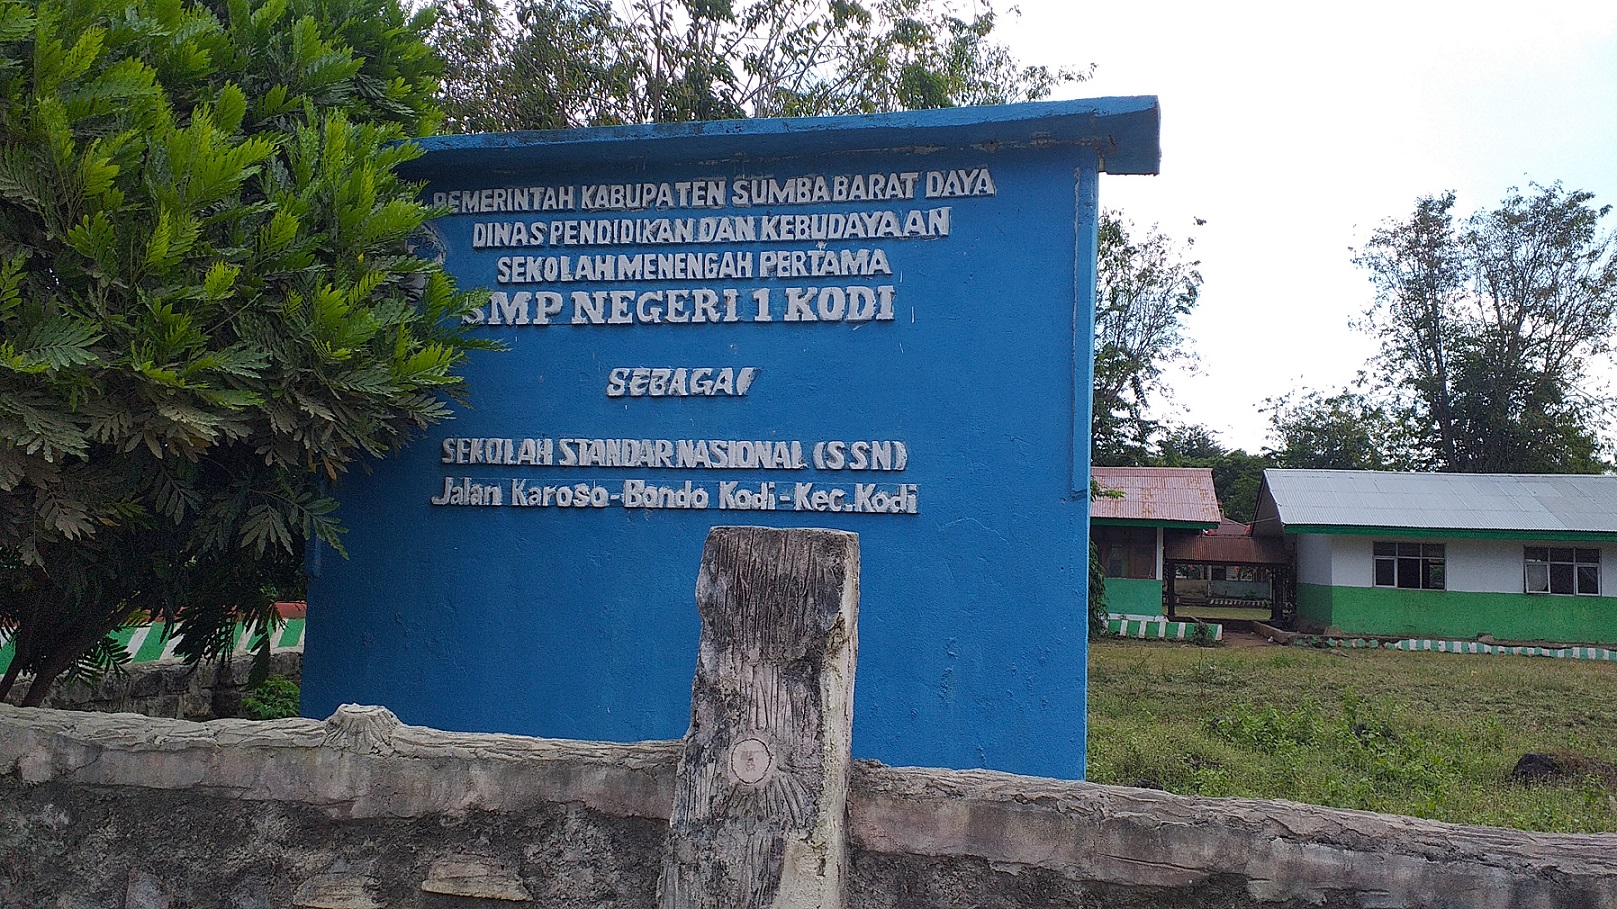 PEMERINTAH KABUPATEN SUMBA BARAT DAYA
DINAS PENDIDIKAN DAN KEBUDAYAAN
SEKOLAH MENENGAH PERTAMA
SMP NEGERI 1 KODI
SEBAGAI
SEKOLAH STANDAR NASIONAL (SSN)
Jalan Karoso-Bondo Kodi-Kec.Kodi